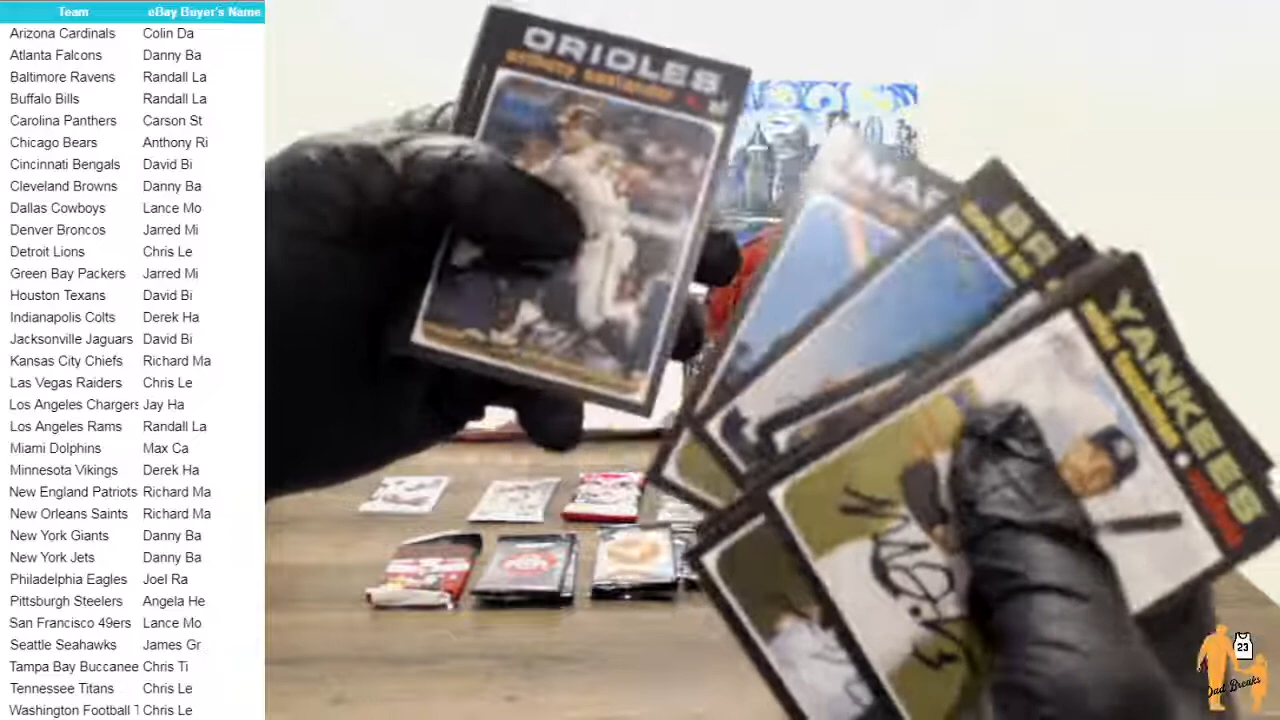 Team eBay Buyer's Name
Arizona Cardinals Colin Da
Atlanta Falcons Danny Ba
Baltimore Ravens Randall La
Buffalo Bills Randall La
Carolina Panthers Carson St
Chicago Bears Anthony Ri
Cincinnati Bengals David Bi
Cleveland Browns Danny Ba
Dallas Cowboys Lance Mo
Denver Broncos Jarred Mi
Detroit Lions Chris Le
Green Bay Packers Jarred Mi
Houston Texans David Bi
Indianapolis Colts Derek Ha
Jacksonville Jaguars David Bi
Kansas City Chiefs Richard Ma
Las Vegas Raiders Chris Le
Los Angeles Chargers Jay Ha
Los Angeles Rams Randall La
Miami Dolphins Max Ca
Minnesota Vikings Derek Ha
New England Patriots Richard Ma
New Orleans Saints Richard Ma
New York Giants Danny Ba
New York Jets Danny Ba
Philadelphia Eagles Joel Ra
Pittsburgh Steelers Angela He
San Francisco 49ers Lance Mo
Seattle Seahawks James Gr
Tampa Bay Buccanee Chris Ti
Tennessee Titans Chris Le
Washington Football T Chris Le
ORIOLES
anthony santander
MAR
BR
YANKEES
23
Dad Breaks